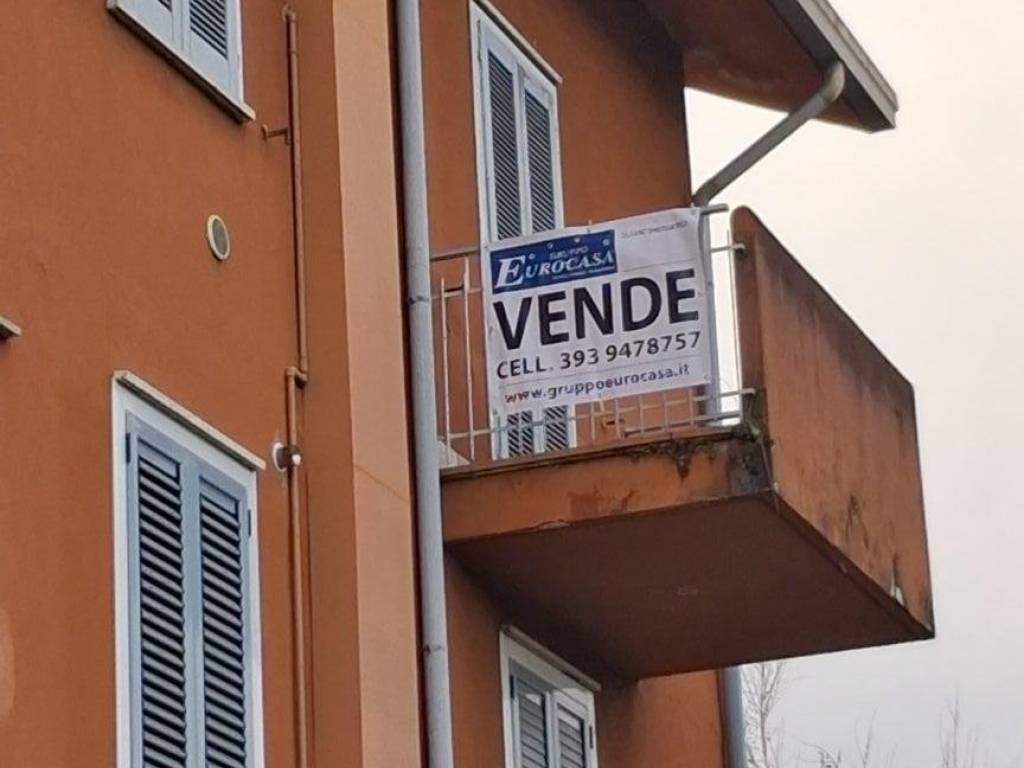 GRUPPO
EUROCASA
VENDE
CELL. 393 9478757
www.gruppoeurocasa.it